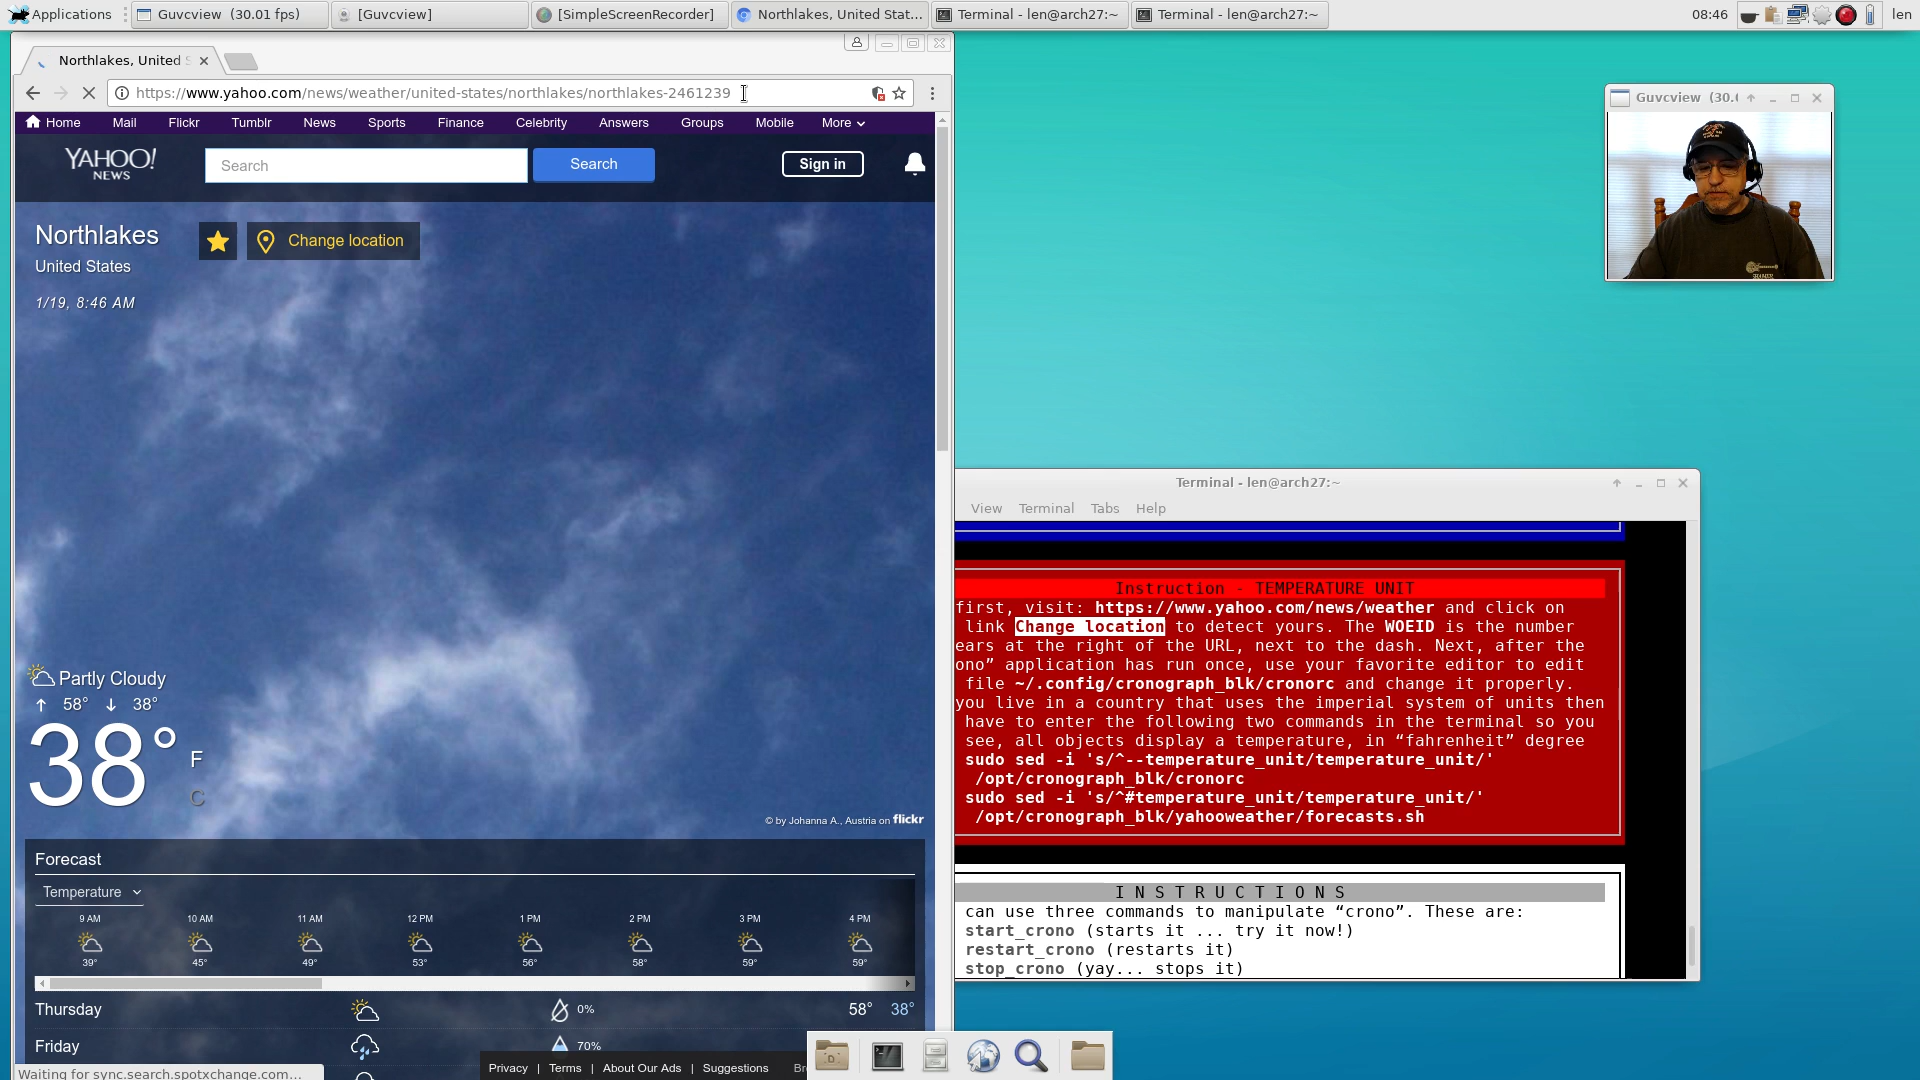 Applications
Guvcview (30.01 fps)
[Guvcview]
[SimpleScreenRecorder]
Northlakes, United Stat...
Terminal - len@arch27:~
Terminal - len@arch27:~
08:46
len
Northlakes, United S
https://www.yahoo.com/news/weather/united-states/northlakes/northlakes-2461239
Home Mail Flickr Tumblr News Sports Finance Celebrity Answers Groups Mobile More
YAHOO!
NEWS
Search
Search
Sign in
Northlakes
Change location
United States
1/19, 8:46 AM
Partly Cloudy
58° 38°
38°
F
C
© by Johanna A., Austria on flickr
Forecast
Temperature
9 AM 10 AM 11 AM 12 PM 1 PM 2 PM 3 PM 4 PM
39° 45° 49° 53° 56° 58° 59° 59°
Thursday 0% 58° 38°
Friday 70%
Waiting for sync.search.spotxchange.com...
Privacy | Terms | About Our Ads | Suggestions
Guvcview (30.
Terminal - len@arch27:~
View Terminal Tabs Help
Instruction - TEMPERATURE UNIT
first, visit: https://www.yahoo.com/news/weather and click on
link Change location to detect yours. The WOEID is the number
ears at the right of the URL, next to the dash. Next, after the
ono” application has run once, use your favorite editor to edit
file ~/.config/cronograph_blk/cronorc and change it properly.
you live in a country that uses the imperial system of units then
have to enter the following two commands in the terminal so you
see, all objects display a temperature, in “fahrenheit” degree
sudo sed -i 's/^--temperature_unit/temperature_unit/'
/opt/cronograph_blk/cronorc
sudo sed -i 's/^#temperature_unit/temperature_unit/'
/opt/cronograph_blk/yahooweather/forecasts.sh
I N S T R U C T I O N S
can use three commands to manipulate “crono”. These are:
start_crono (starts it ... try it now!)
restart_crono (restarts it)
stop_crono (yay... stops it)